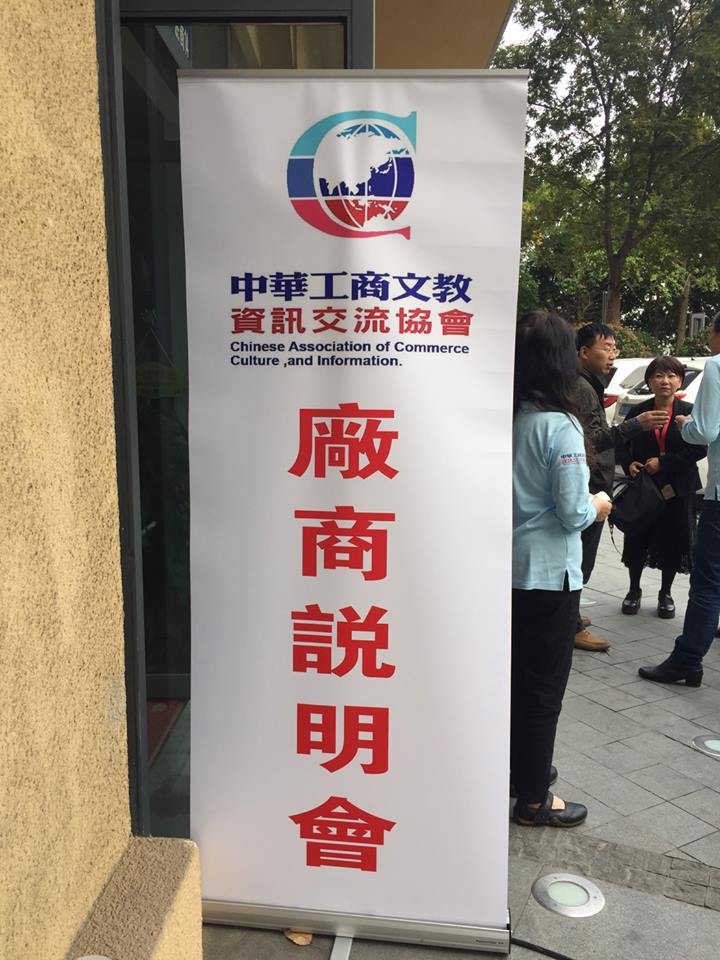 中華工商文教
資訊交流協會
Chinese Association of Commerce
Culture ,and Information.
廠商説明會